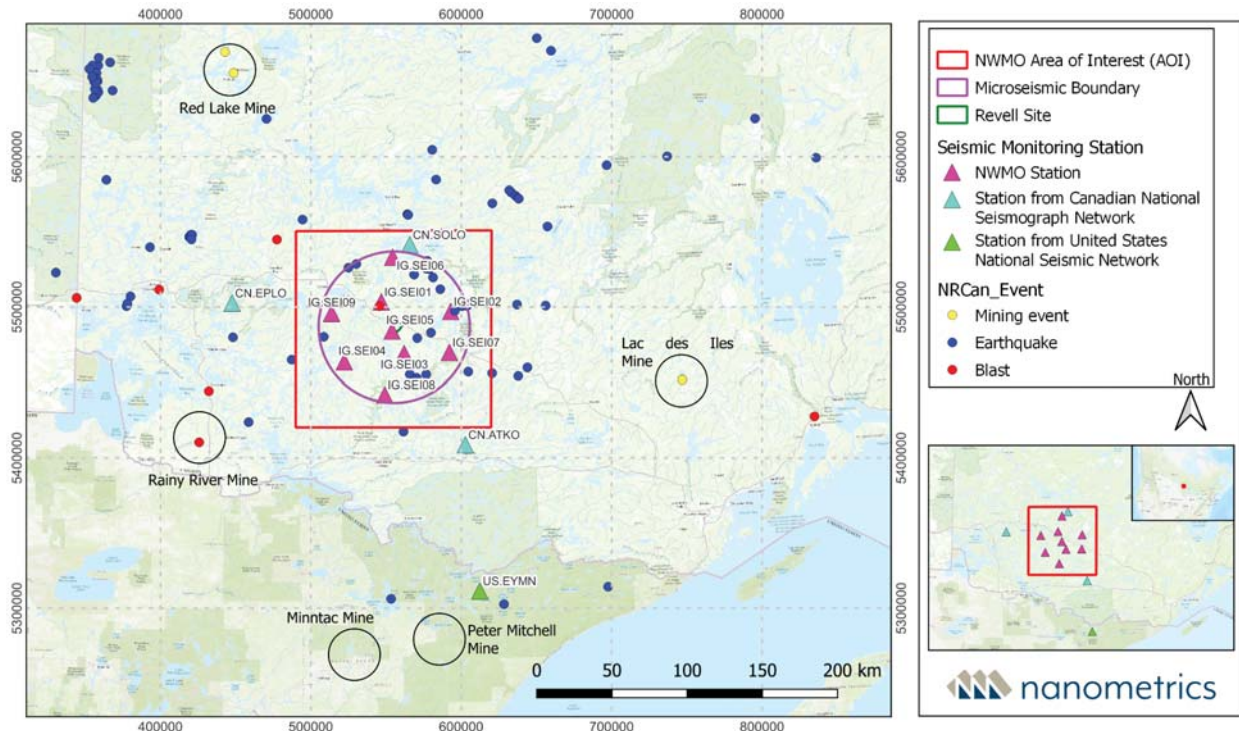 400000 500000 600000 700000 800000
5600000
5500000
5400000
5300000
Red Lake Mine
CN.SOLO
IG.SEI06
CN.EPLO
IG.SEI09
IG.SEI01
IG.SEI02
IG.SEI05
IG.SEI04
IG.SEI03
IG.SEI07
IG.SEI08
Lac des Iles
Mine
CN.ATKO
Rainy River Mine
US.EYMN
Minntac Mine
Peter Mitchell
Mine
0 50 100 150 200 km
400000 500000 600000 700000 800000
NWMO Area of Interest (AOI)
Microseismic Boundary
Revell Site
Seismic Monitoring Station
NWMO Station
Station from Canadian National
Seismograph Network
Station from United States
National Seismic Network
NRCan_Event
Mining event
Earthquake
Blast
North
nanometrics